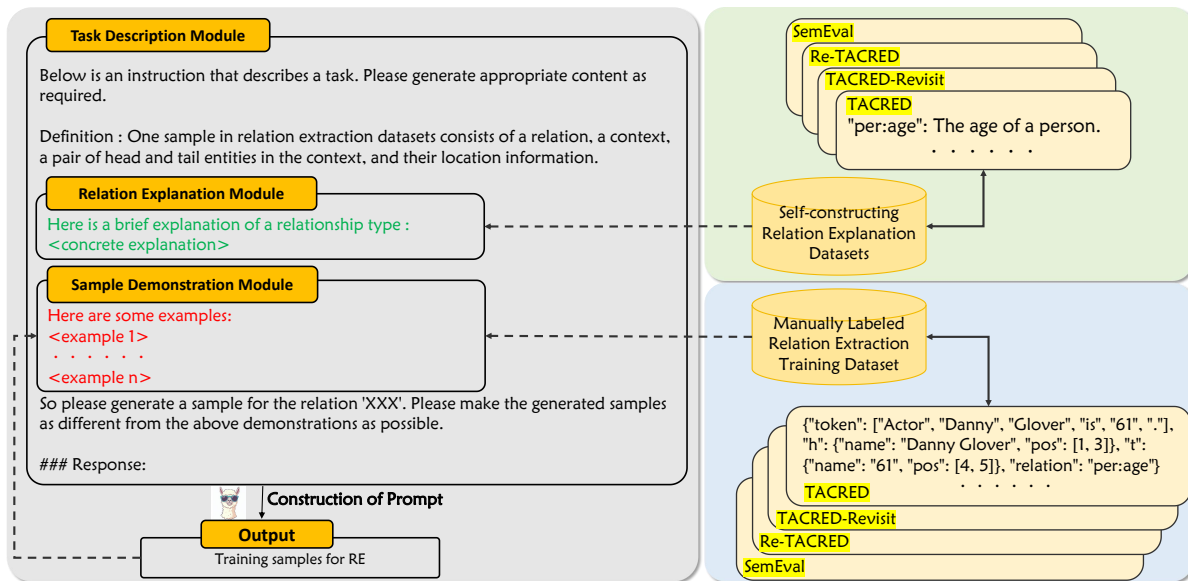 Task Description Module
Below is an instruction that describes a task. Please generate appropriate content as
required.
Definition : One sample in relation extraction datasets consists of a relation, a context,
a pair of head and tail entities in the context, and their location information.
Relation Explanation Module
Here is a brief explanation of a relationship type :
<concrete explanation>
Sample Demonstration Module
Here are some examples:
<example 1>
. . . . . .
<example n>
So please generate a sample for the relation 'XXX'. Please make the generated samples
as different from the above demonstrations as possible.
### Response:
Construction of Prompt
Output
Training samples for RE
SemEval
Re-TACRED
TACRED-Revisit
TACRED
"per:age": The age of a person.
. . . . . .
Self-constructing
Relation Explanation
Datasets
Manually Labeled
Relation Extraction
Training Dataset
{"token": ["Actor", "Danny", "Glover", "is", "61", "."],
"h": {"name": "Danny Glover", "pos": [1, 3]}, "t":
{"name": "61", "pos": [4, 5]}, "relation": "per:age"}
. . . . . .
TACRED
TACRED-Revisit
Re-TACRED
SemEval